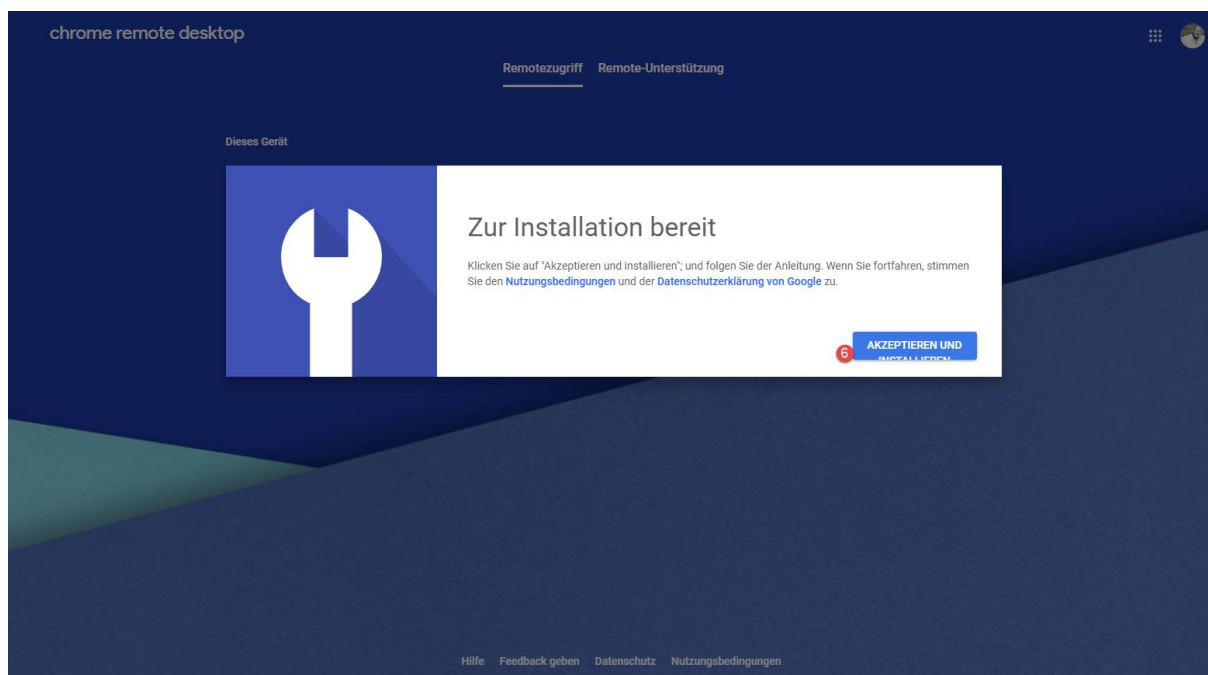 chrome remote desktop
Remotezugriff Remote-Unterstützung
Dieses Gerät
Zur Installation bereit
Klicken Sie auf "Akzeptieren und installieren"; und folgen Sie der Anleitung. Wenn Sie fortfahren, stimmen
Sie den Nutzungsbedingungen und der Datenschutzerklärung von Google zu.
AKZEPTIEREN UND
INSTALLIEREN
6
Hilfe Feedback geben Datenschutz Nutzungsbedingungen